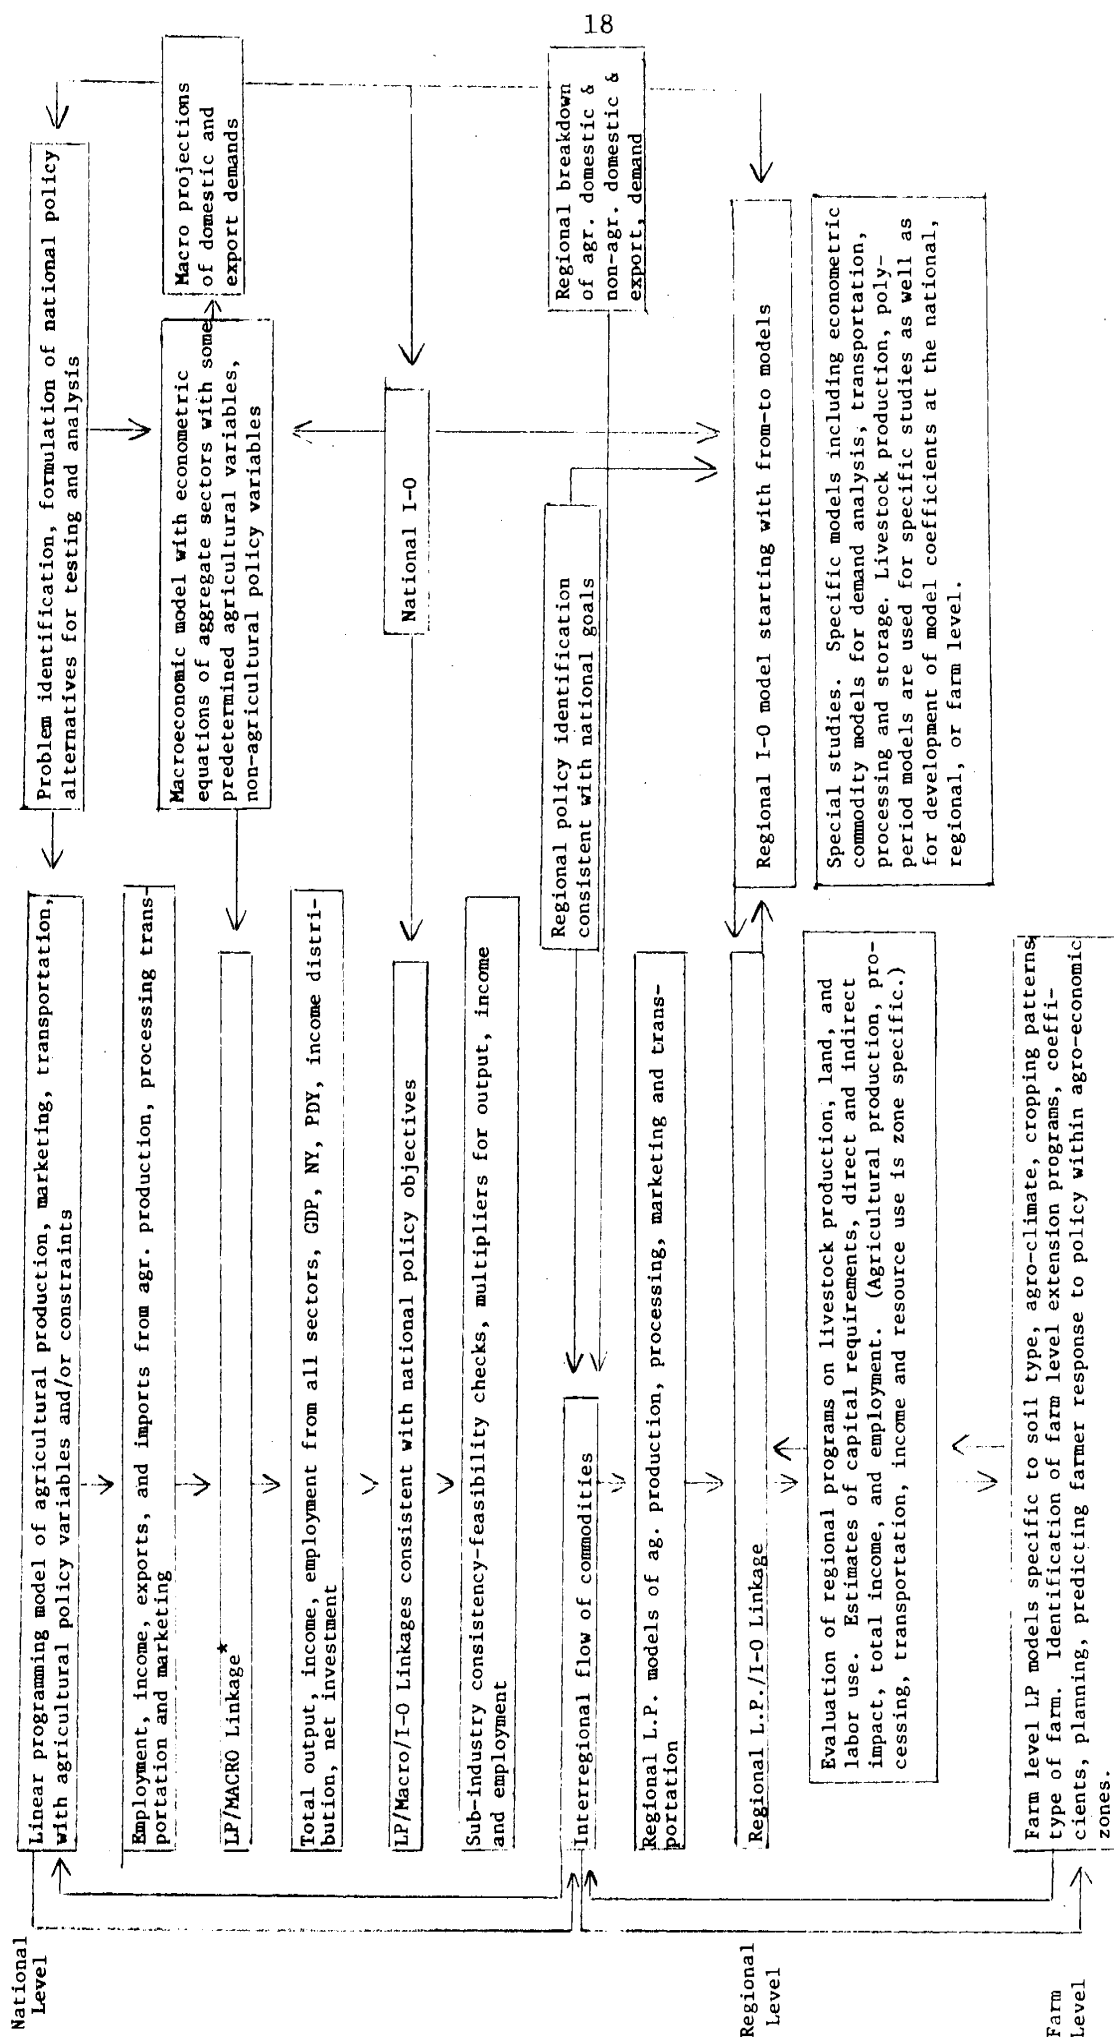 18
National
Level
Linear programming model of agricultural production, marketing, transportation,
with agricultural policy variables and/or constraints
Problem identification, formulation of national policy
alternatives for testing and analysis
Employment, income, exports, and imports from agr. production, processing trans-
portation and marketing
Macroeconomic model with econometric
equations of aggregate sectors with some
predetermined agricultural variables,
non-agricultural policy variables
Macro projections
of domestic and
export demands
LP/MACRO Linkage*
Total output, income, employment from all sectors, GDP, NY, PDY, income distri-
bution, net investment
LP/Macro/I-O Linkages consistent with national policy objectives
National I-O
Sub-industry consistency-feasibility checks, multipliers for output, income
and employment
Regional policy identification
consistent with national goals
Regional breakdown
of agr. domestic &
non-agr. domestic &
export, demand
Interregional flow of commodities
Regional L.P. models of ag. production, processing, marketing and trans-
portation
Regional
Level
Regional L.P./I-O Linkage
Regional I-O model starting with from-to models
Evaluation of regional programs on livestock production, land, and
labor use. Estimates of capital requirements, direct and indirect
impact, total income, and employment. (Agricultural production, pro-
cessing, transportation, income and resource use is zone specific.)
Special studies. Specific models including econometric
commodity models for demand analysis, transportation,
processing and storage. Livestock production, poly-
period models are used for specific studies as well as
for development of model coefficients at the national,
regional, or farm level.
Farm
Level
Farm level LP models specific to soil type, agro-climate, cropping patterns,
type of farm. Identification of farm level extension programs, coeffi-
cients, planning, predicting farmer response to policy within agro-economic
zones.